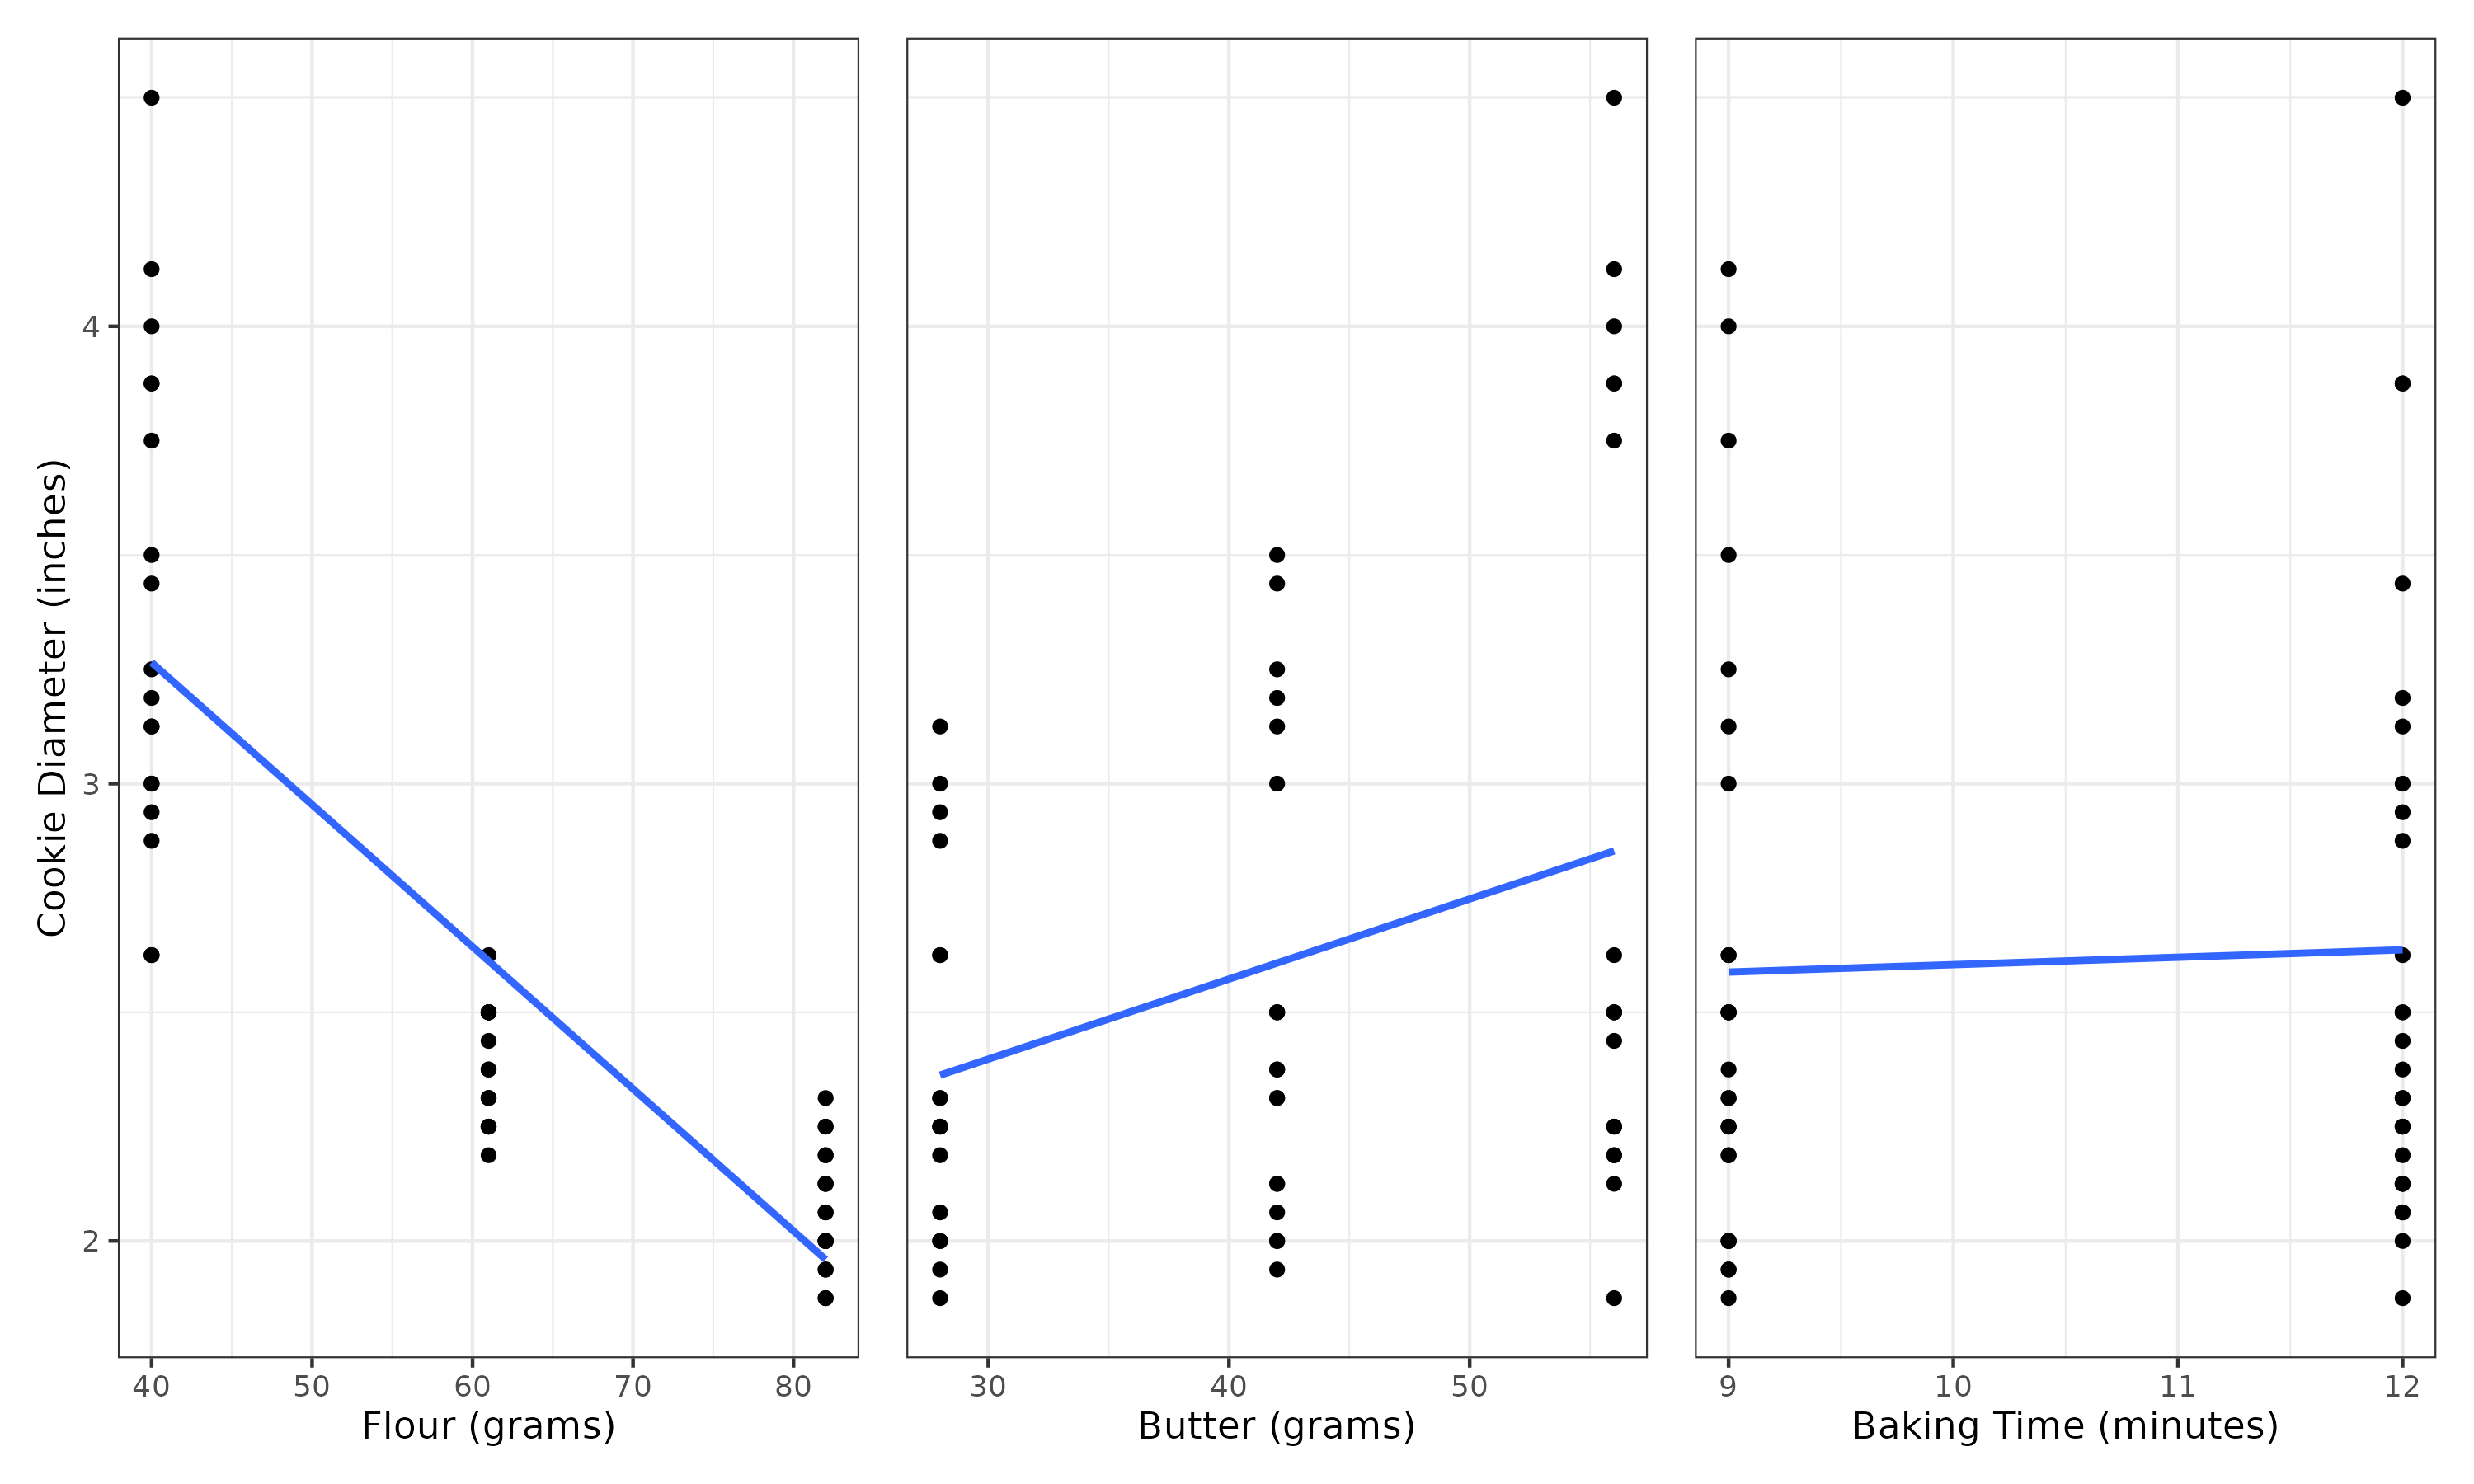 Cookie Diameter (inches)
4
3
2
40 50 60 70 80
Flour (grams)
30 40 50
Butter (grams)
9 10 11 12
Baking Time (minutes)